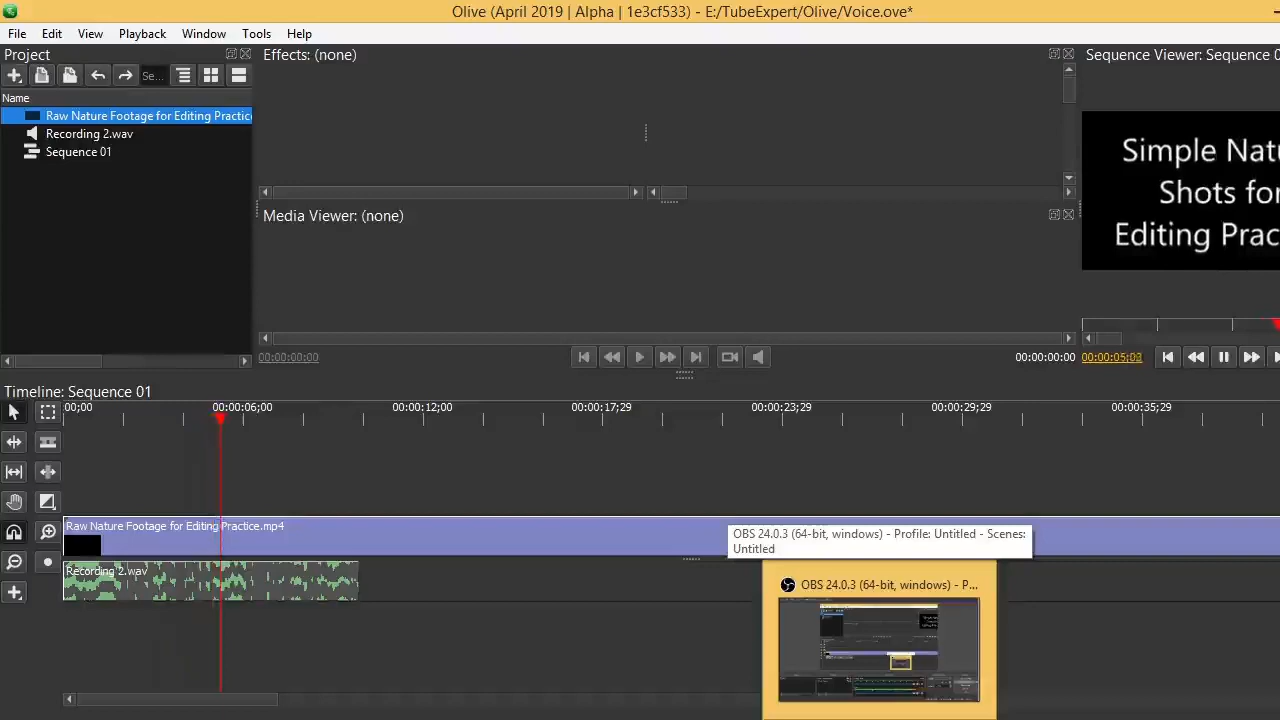 Olive (April 2019 | Alpha | 1e3cf533) - E:/TubeExpert/Olive/Voice.ove*
File Edit View Playback Window Tools Help
Project
Effects: (none)
Sequence Viewer: Sequence 0
Se...
Name
Raw Nature Footage for Editing Practic
Recording 2.wav
Sequence 01
Simple Natu
Shots for
Editing Prac
Media Viewer: (none)
00:00:00;00
00:00:00;00
00:00:05;03
Timeline: Sequence 01
00;00
00:00:06;00
00:00:12;00
00:00:17;29
00:00:23;29
00:00:29;29
00:00:35;29
Raw Nature Footage for Editing Practice.mp4
OBS 24.0.3 (64-bit, windows) - Profile: Untitled - Scenes:
Untitled
Recording 2.wav
OBS 24.0.3 (64-bit, windows) - P...